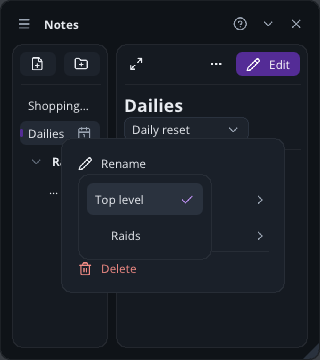 Notes
Edit
Shopping...
Dailies
Dailies
Daily reset
Rename
Top level
Raids
...
Delete